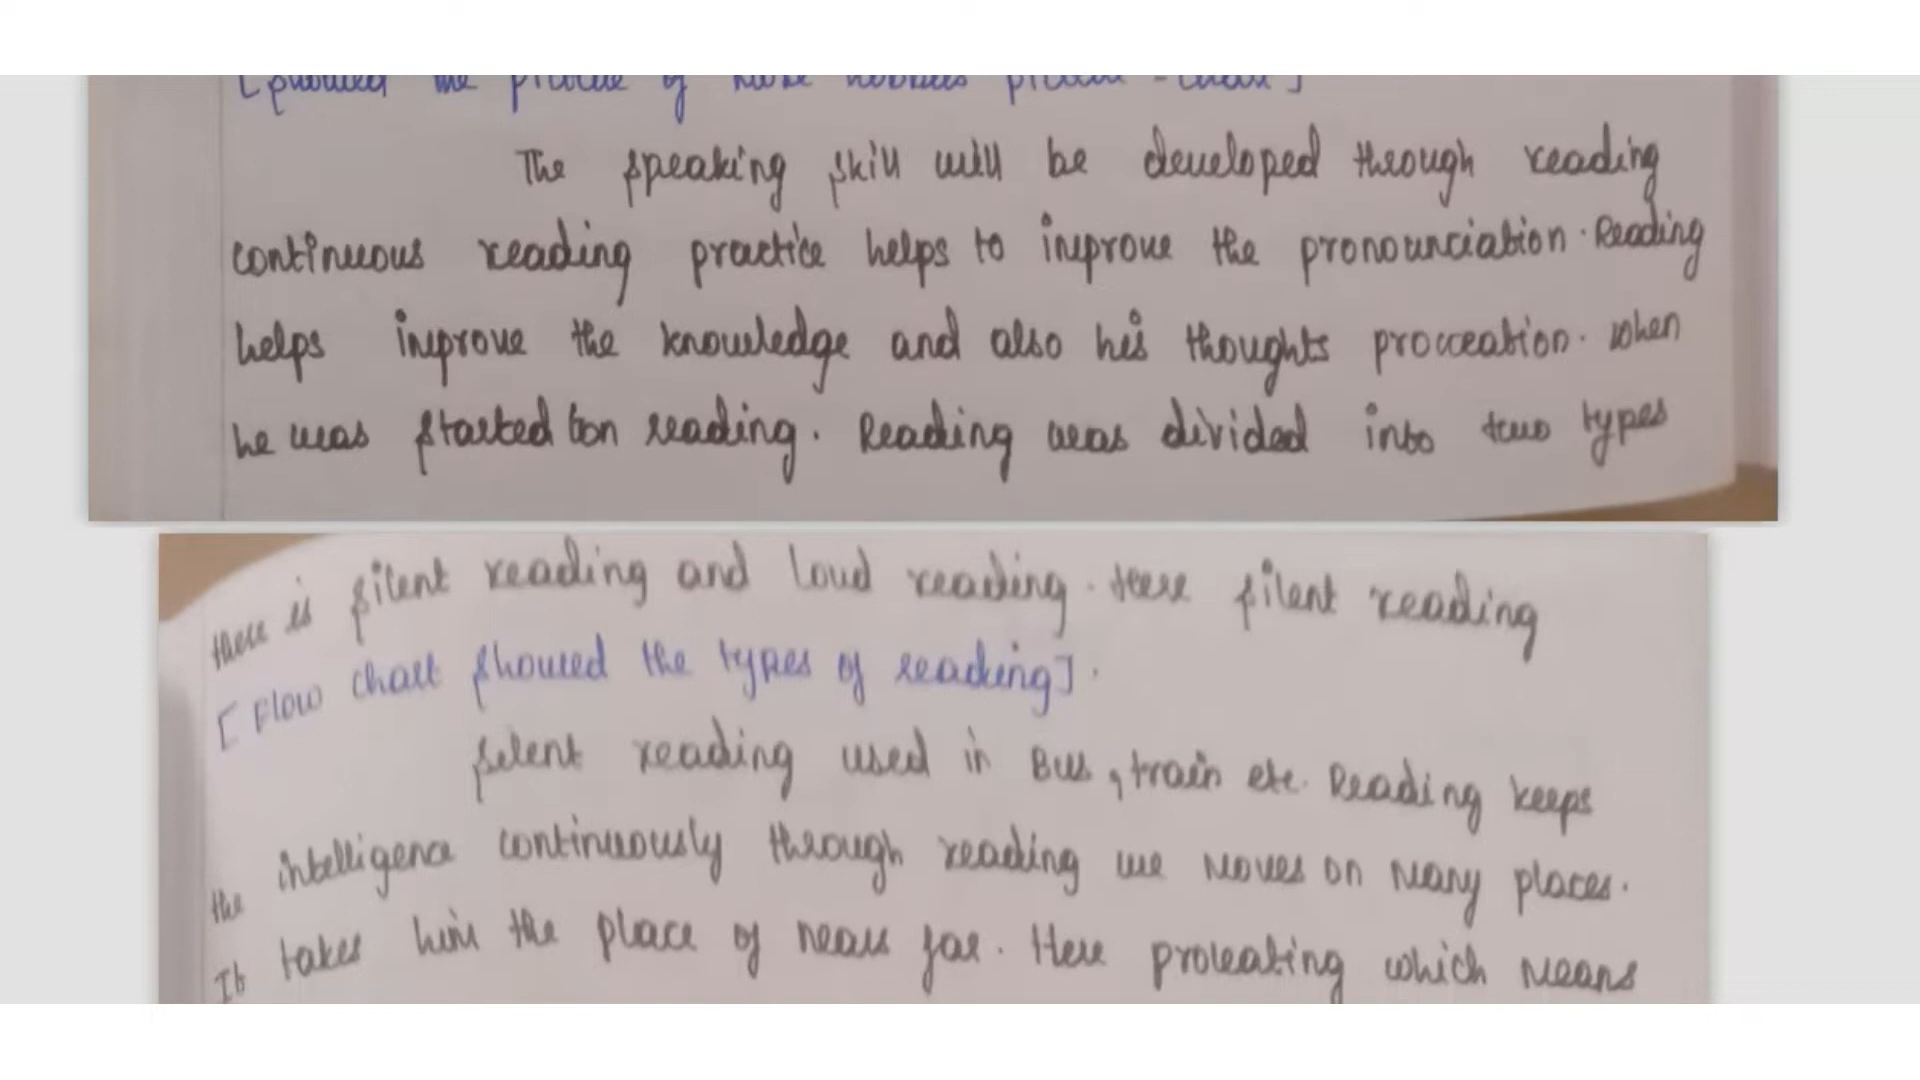 the of
The speaking skill will be developed through reading
continuous reading practice helps to improve the pronounciation. Reading
helps improve the knowledge and also his thoughts procreation. When
he was started on reading. Reading was divided into two types
there is silent reading and loud reading. Here silent reading
[Flow chart showed the types of reading].
Silent reading used in Bus, train etc. Reading keeps
the intelligence continuously through reading we moves on many places.
It takes him the place of near far. Here which means